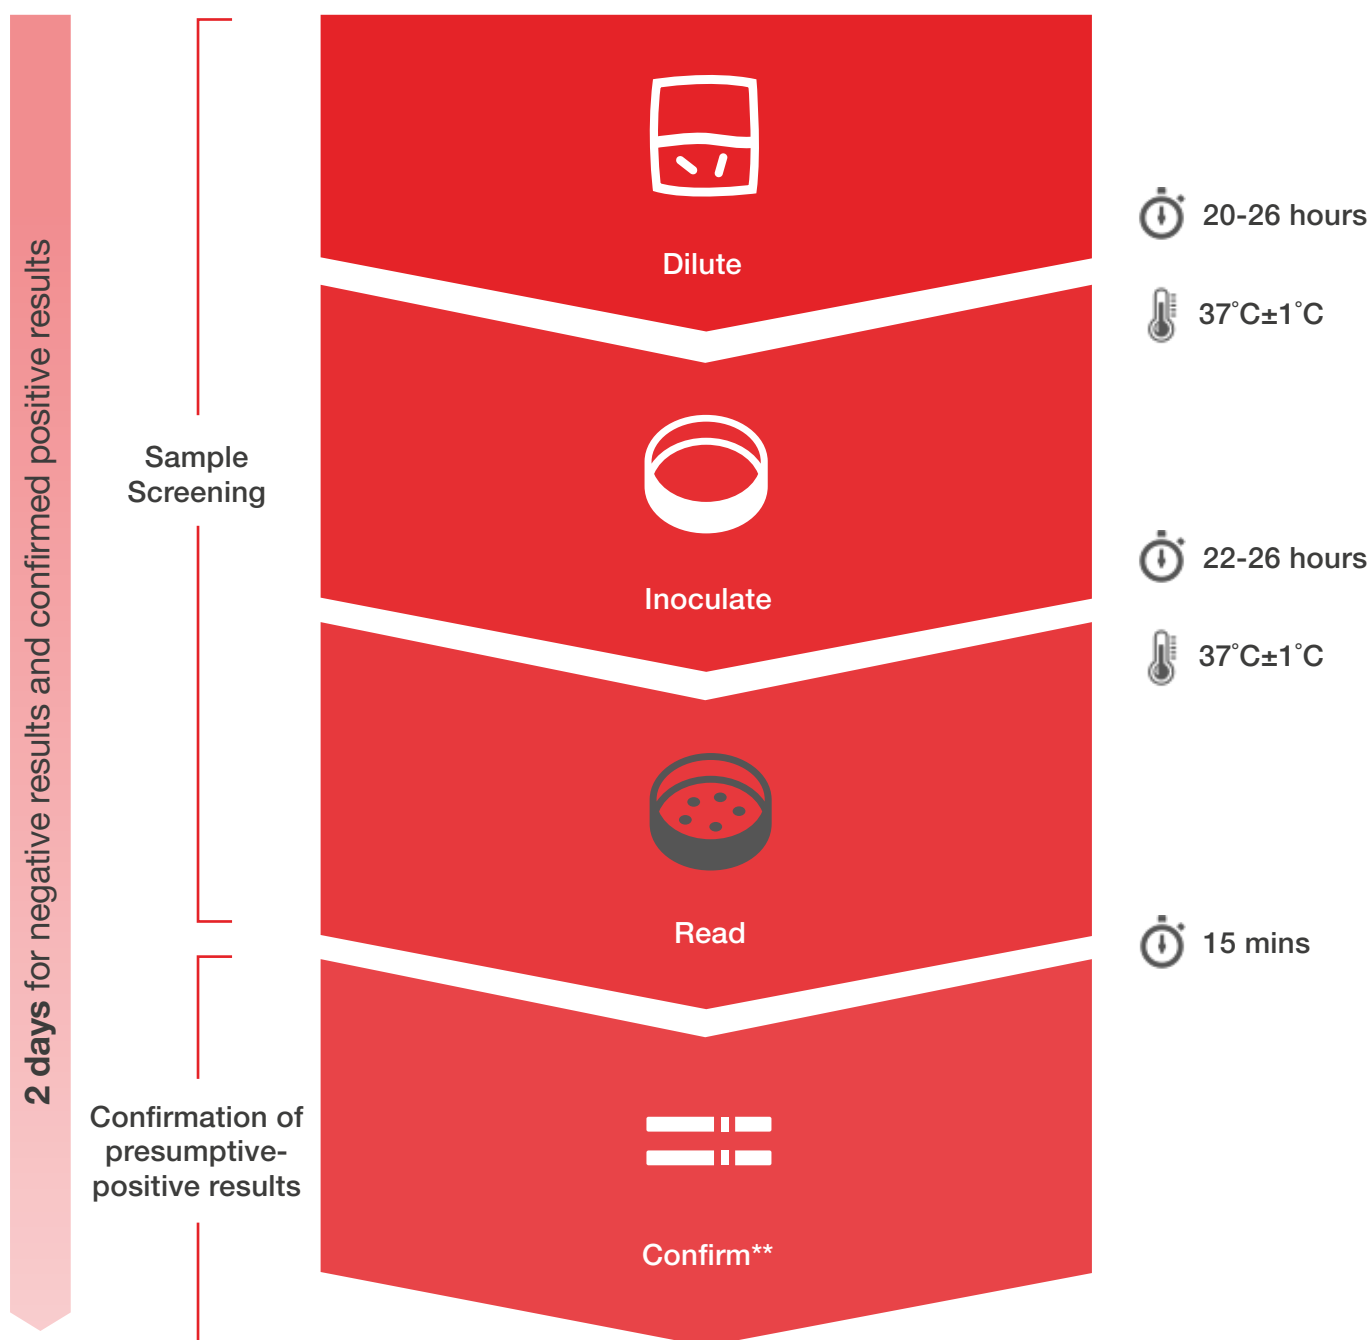 2 days for negative results and confirmed positive results
Sample
Screening
Confirmation of
presumptive-
positive results
Dilute
20-26 hours
37°C±1°C
Inoculate
22-26 hours
37°C±1°C
Read
15 mins
Confirm**